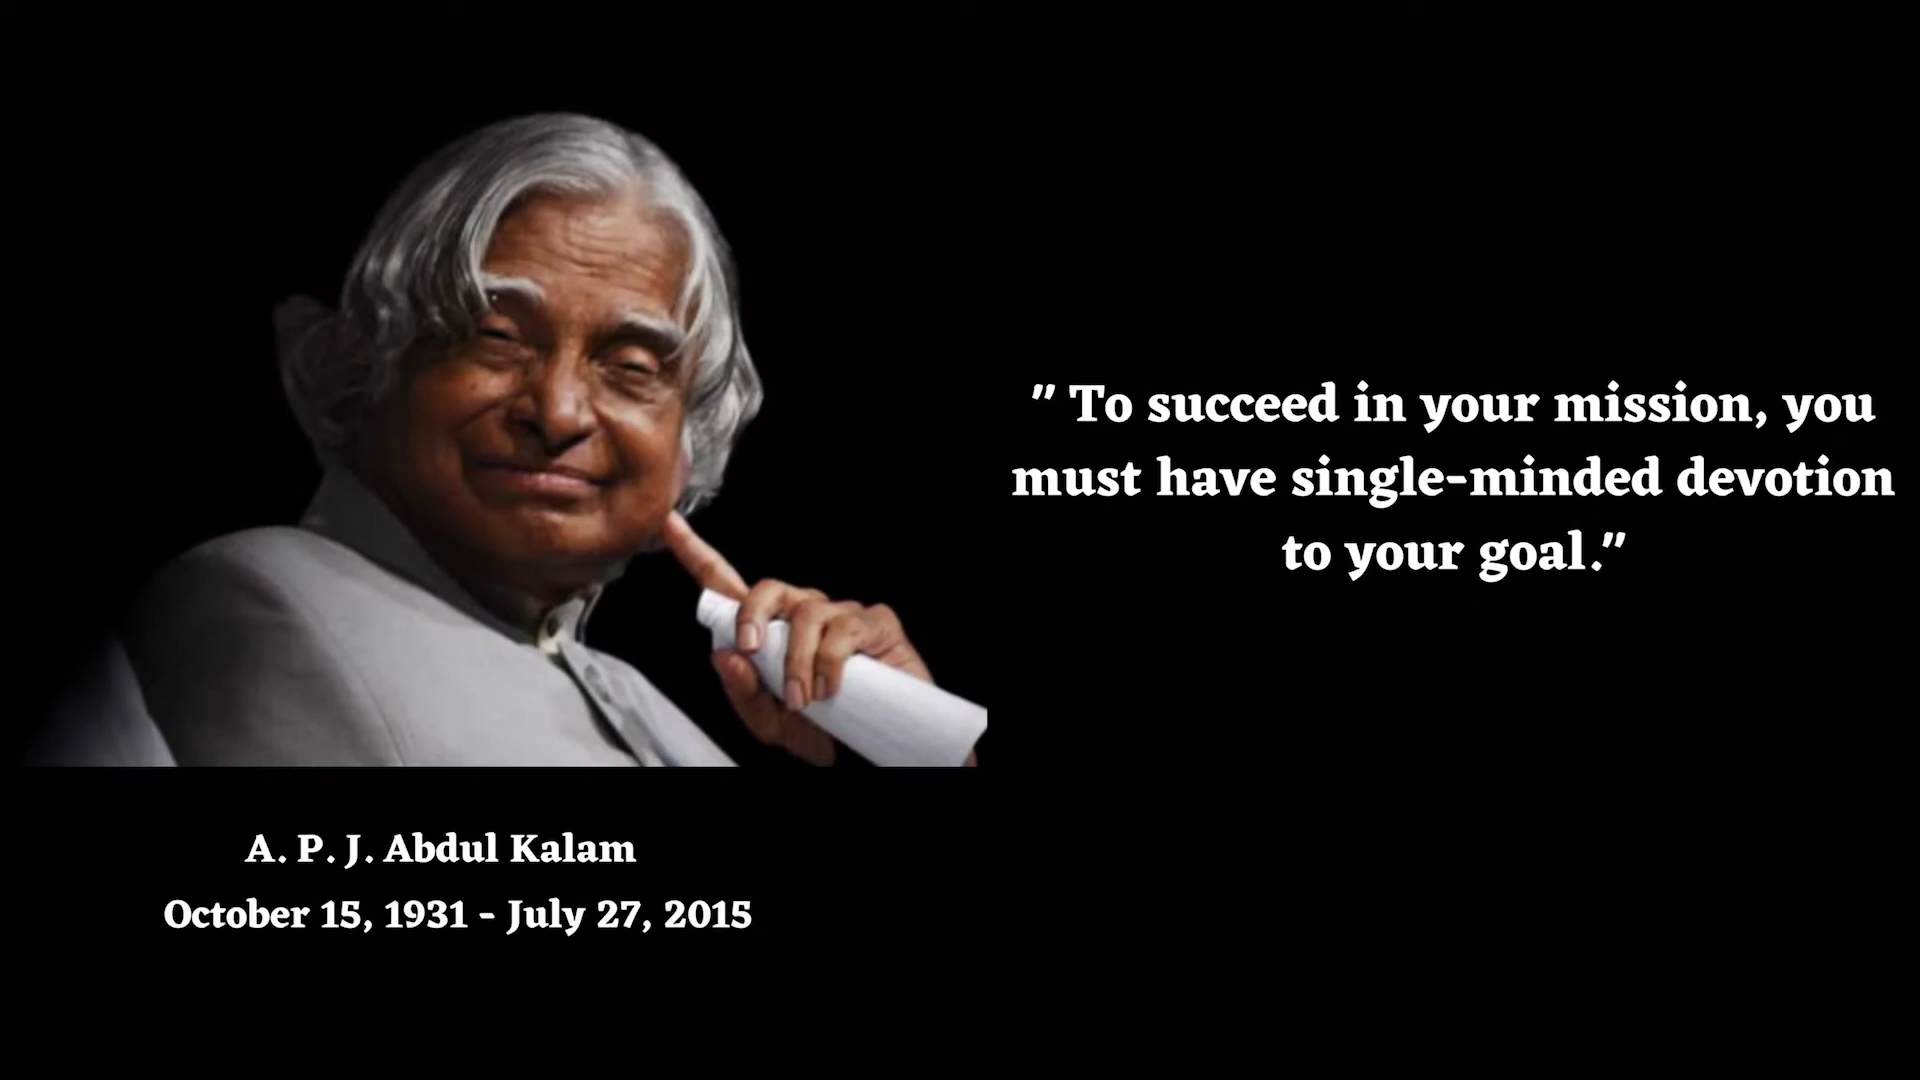 " To succeed in your mission, you
must have single-minded devotion
to your goal."
A. P. J. Abdul Kalam
October 15, 1931 - July 27, 2015